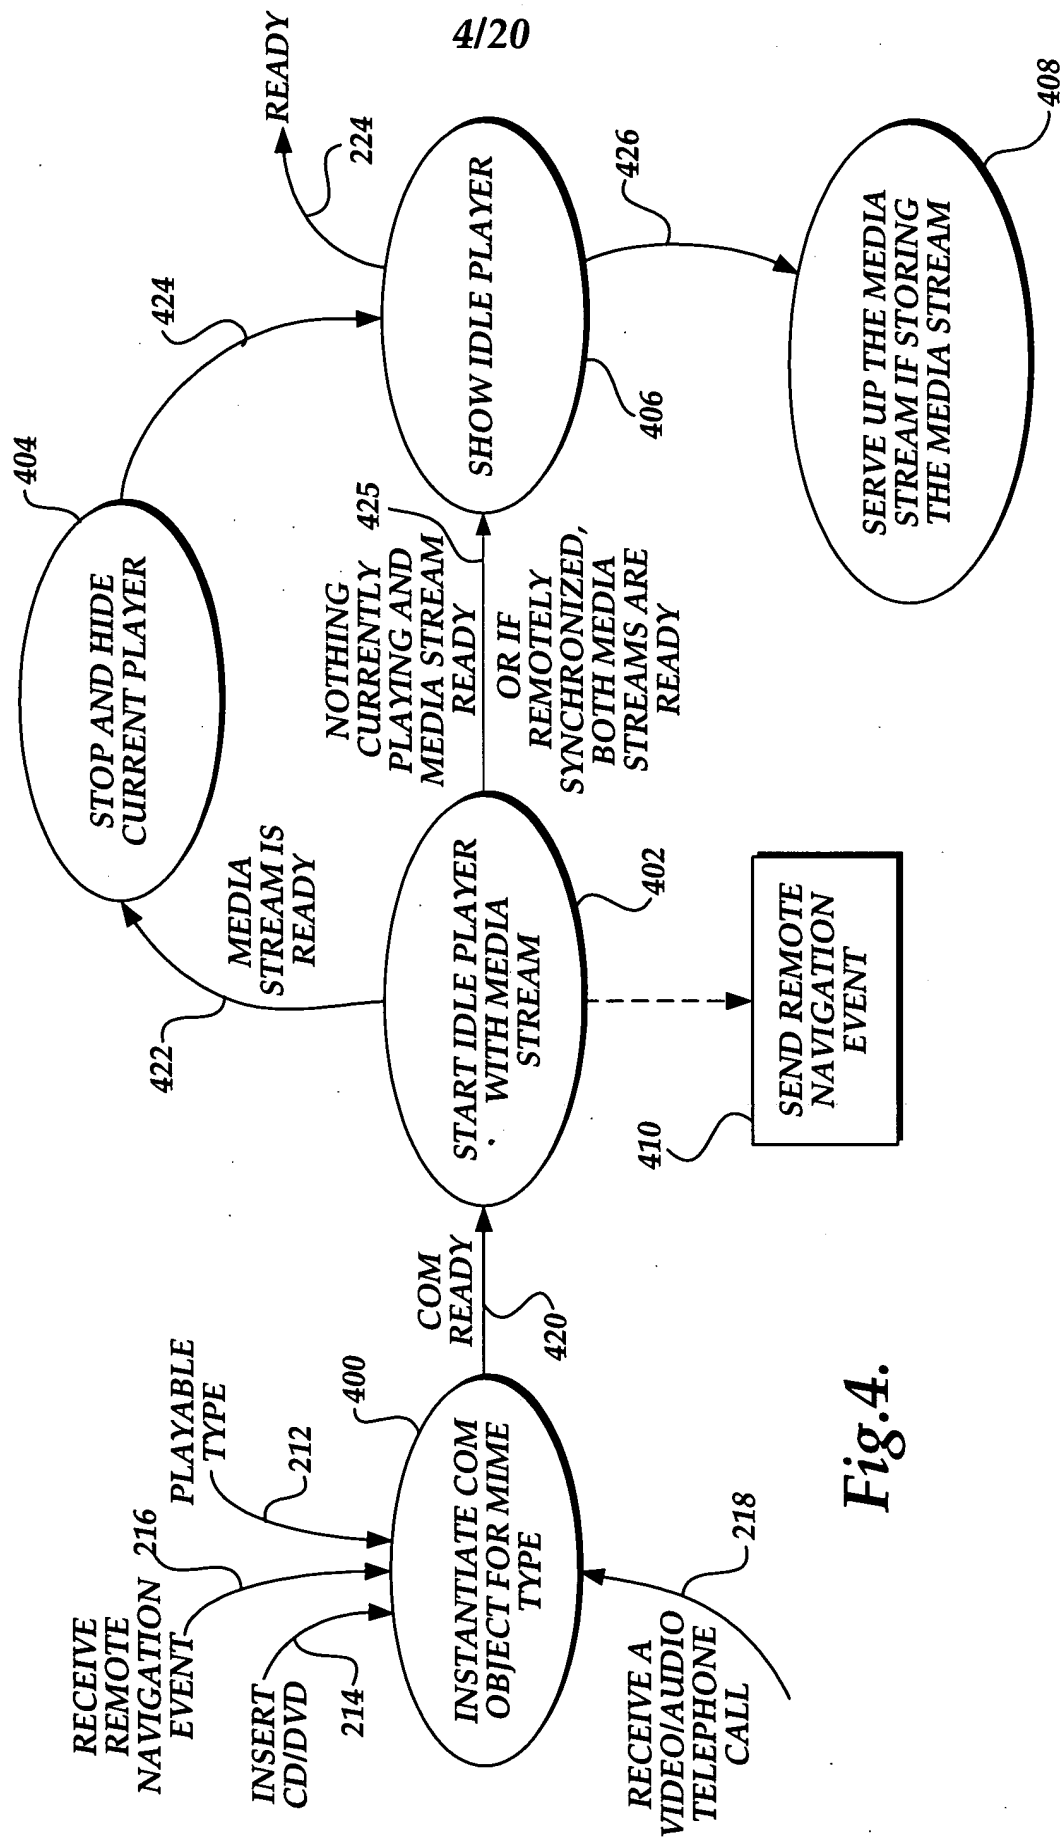 4/20
RECEIVE
REMOTE
NAVIGATION
EVENT
216
PLAYABLE
TYPE
212
INSERT
CD/DVD
214
400
INSTANTIATE COM
OBJECT FOR MIME
TYPE
RECEIVE A
VIDEO/AUDIO
TELEPHONE
CALL
218
COM
READY
420
START IDLE PLAYER
WITH MEDIA
STREAM
402
422
MEDIA
STREAM IS
READY
STOP AND HIDE
CURRENT PLAYER
404
424
NOTHING
CURRENTLY
PLAYING AND
MEDIA STREAM
READY
425
OR IF
REMOTELY
SYNCHRONIZED,
BOTH MEDIA
STREAMS ARE
READY
410
SEND REMOTE
NAVIGATION
EVENT
SHOW IDLE PLAYER
406
224
READY
426
SERVE UP THE MEDIA
STREAM IF STORING
THE MEDIA STREAM
408
Fig.4.